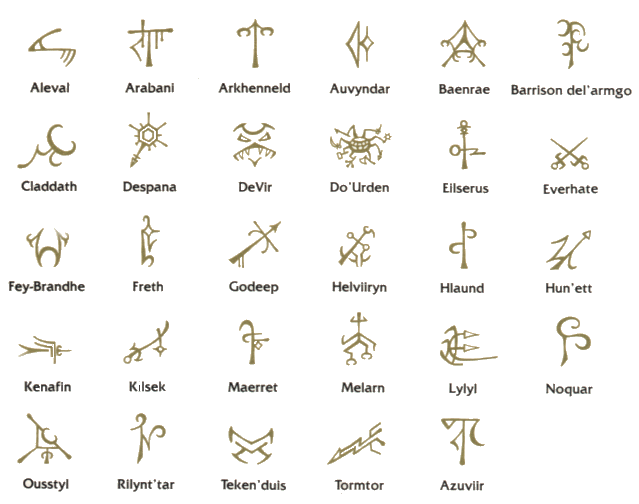 Aleval Arabani Arkhenneld Auvyndar Baenrae Barrison del'armgo
Claddath Despana DeVir Do'Urden Eilserus Everhate
Fey-Brandhe Freth Godeep Helviiryn Hlaund Hun'ett
Kenafin Kilsek Maerret Melarn Lylyl Noquar
Ousstyl Rilynt'tar Teken'duis Tormtor Azuviir